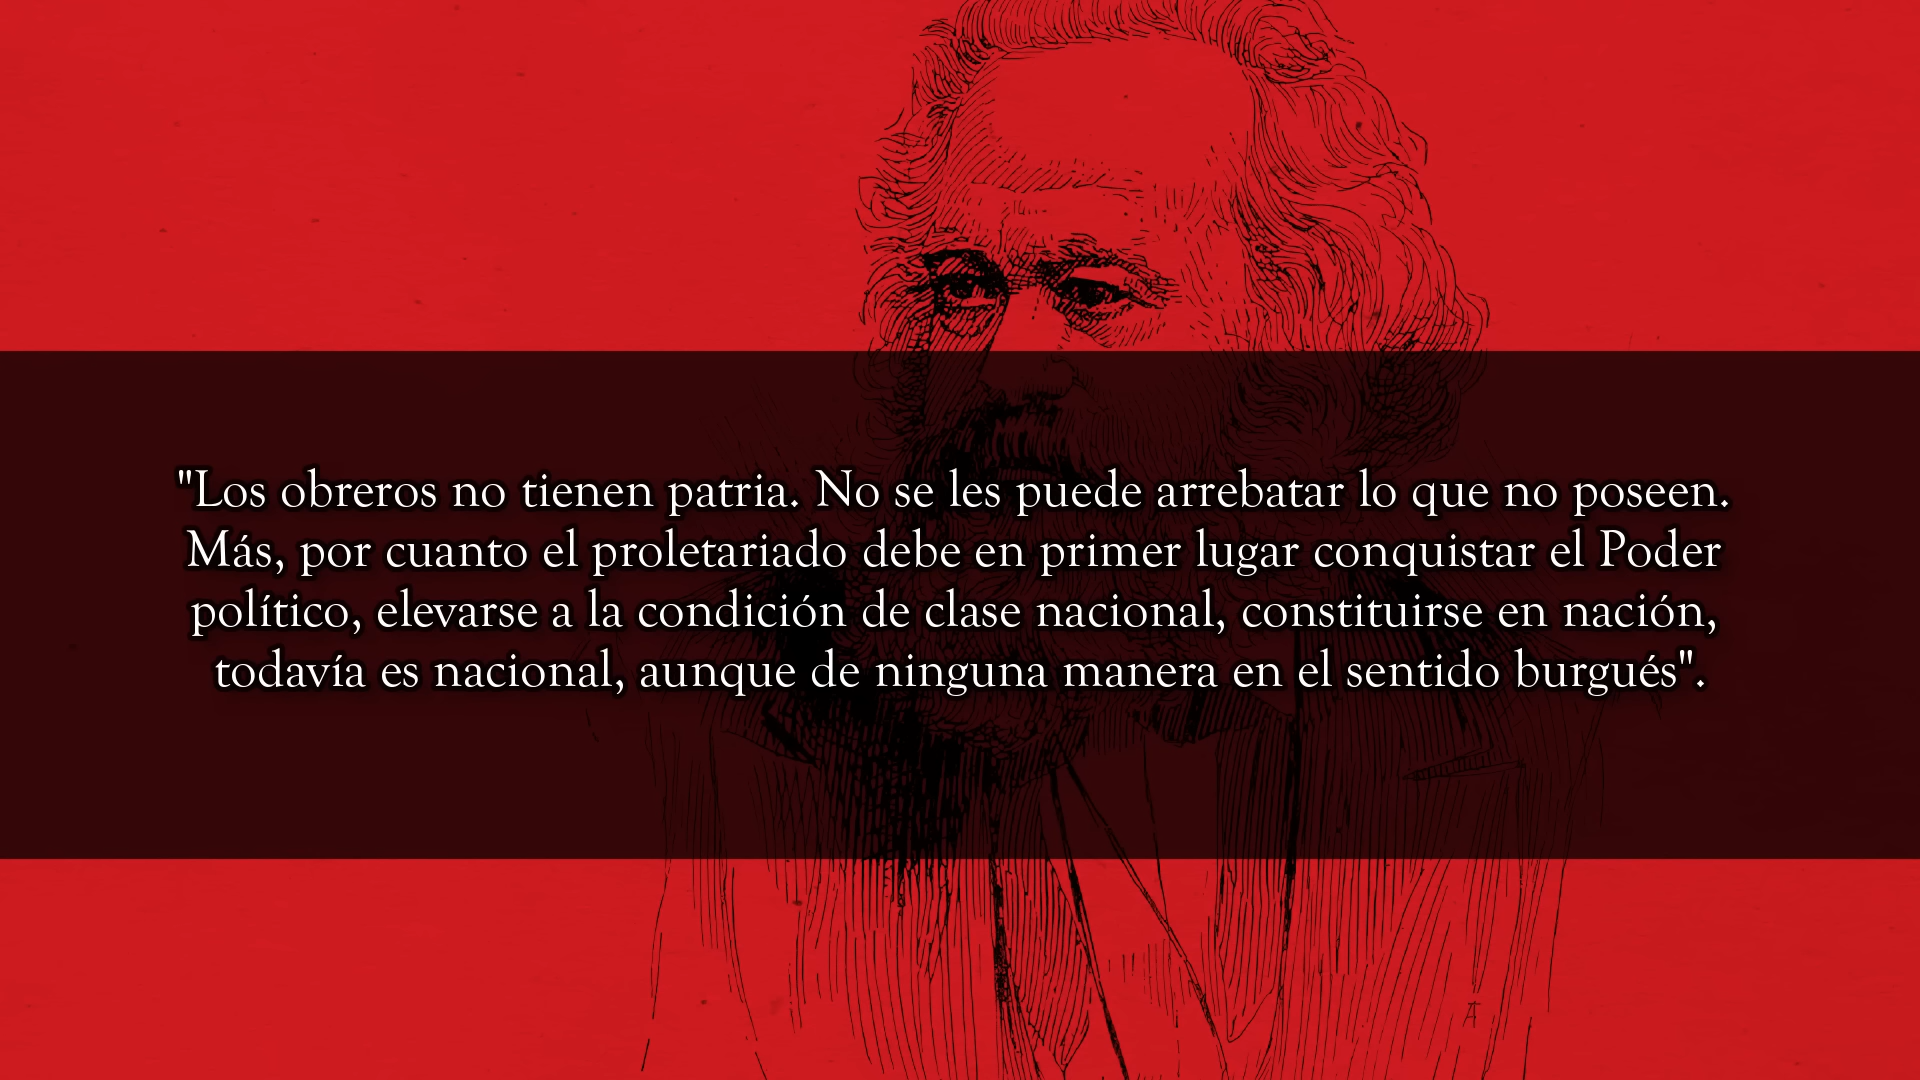 "Los obreros no tienen patria. No se les puede arrebatar lo que no poseen.
Más, por cuanto el proletariado debe en primer lugar conquistar el Poder
político, elevarse a la condición de clase nacional, constituirse en nación,
todavía es nacional, aunque de ninguna manera en el sentido burgués".